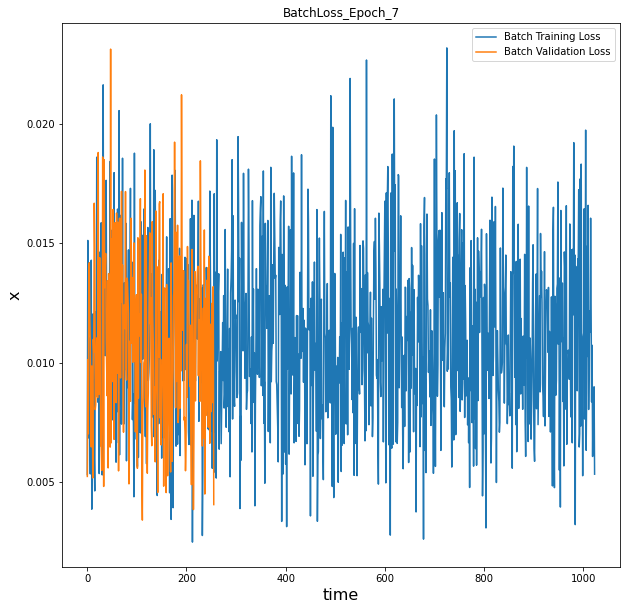 BatchLoss_Epoch_7
Batch Training Loss
Batch Validation Loss
0.020
0.015
0.010
0.005
x
0
200
400
600
800
1000
time